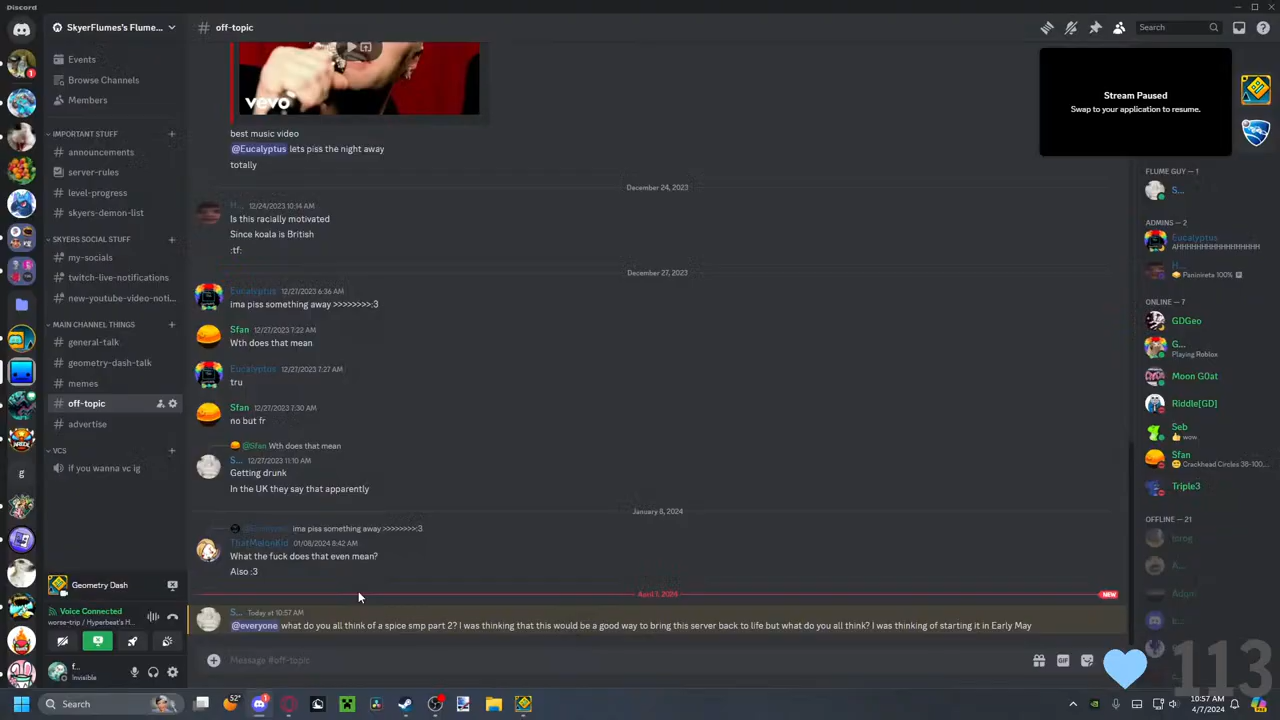 Discord
SkyerFlumes's Flume...
off-topic
Search
Events
Browse Channels
Members
IMPORTANT STUFF
announcements
server-rules
level-progress
skyers-demon-list
SKYERS SOCIAL STUFF
my-socials
twitch-live-notifications
new-youtube-video-noti...
MAIN CHANNEL THINGS
general-talk
geometry-dash-talk
memes
off-topic
advertise
VCS
If you wanna vc ig
Geometry Dash
Voice Connected
worse-trip / Hyperbeat's H...
f...
Invisible
vevo
best music video
@Eucalyptus lets piss the night away
totally
December 24, 2023
H... 12/24/2023 10:14 AM
Is this racially motivated
Since koala is British
:tf:
December 27, 2023
Eucalyptus 12/27/2023 6:36 AM
ima piss something away >>>>>>>>:3
Sfan 12/27/2023 7:22 AM
Wth does that mean
Eucalyptus 12/27/2023 7:27 AM
tru
Sfan 12/27/2023 7:30 AM
no but fr
@Sfan Wth does that mean
S... 12/27/2023 11:10 AM
Getting drunk
In the UK they say that apparently
January 8, 2024
ima piss something away >>>>>>>>:3
ThatMelonKid 01/08/2024 8:42 AM
What the fuck does that even mean?
Also :3
April 7, 2024
NEW
S... Today at 10:57 AM
@everyone what do you all think of a spice smp part 2? I was thinking that this would be a good way to bring this server back to life but what do you all think? I was thinking of starting it in Early May
Message #off-topic
GIF
Stream Paused
Swap to your application to resume.
FLUME GUY — 1
S...
ADMINS — 2
Eucalyptus
H...
Paninireta 100%
ONLINE — 7
GDGeo
G...
Playing Roblox
Moon G0at
Riddle[GD]
Seb
wow.
Sfan
Crackhead Circles 38-100...
Triple3
OFFLINE — 21
113
Search
52°
10:57 AM
4/7/2024